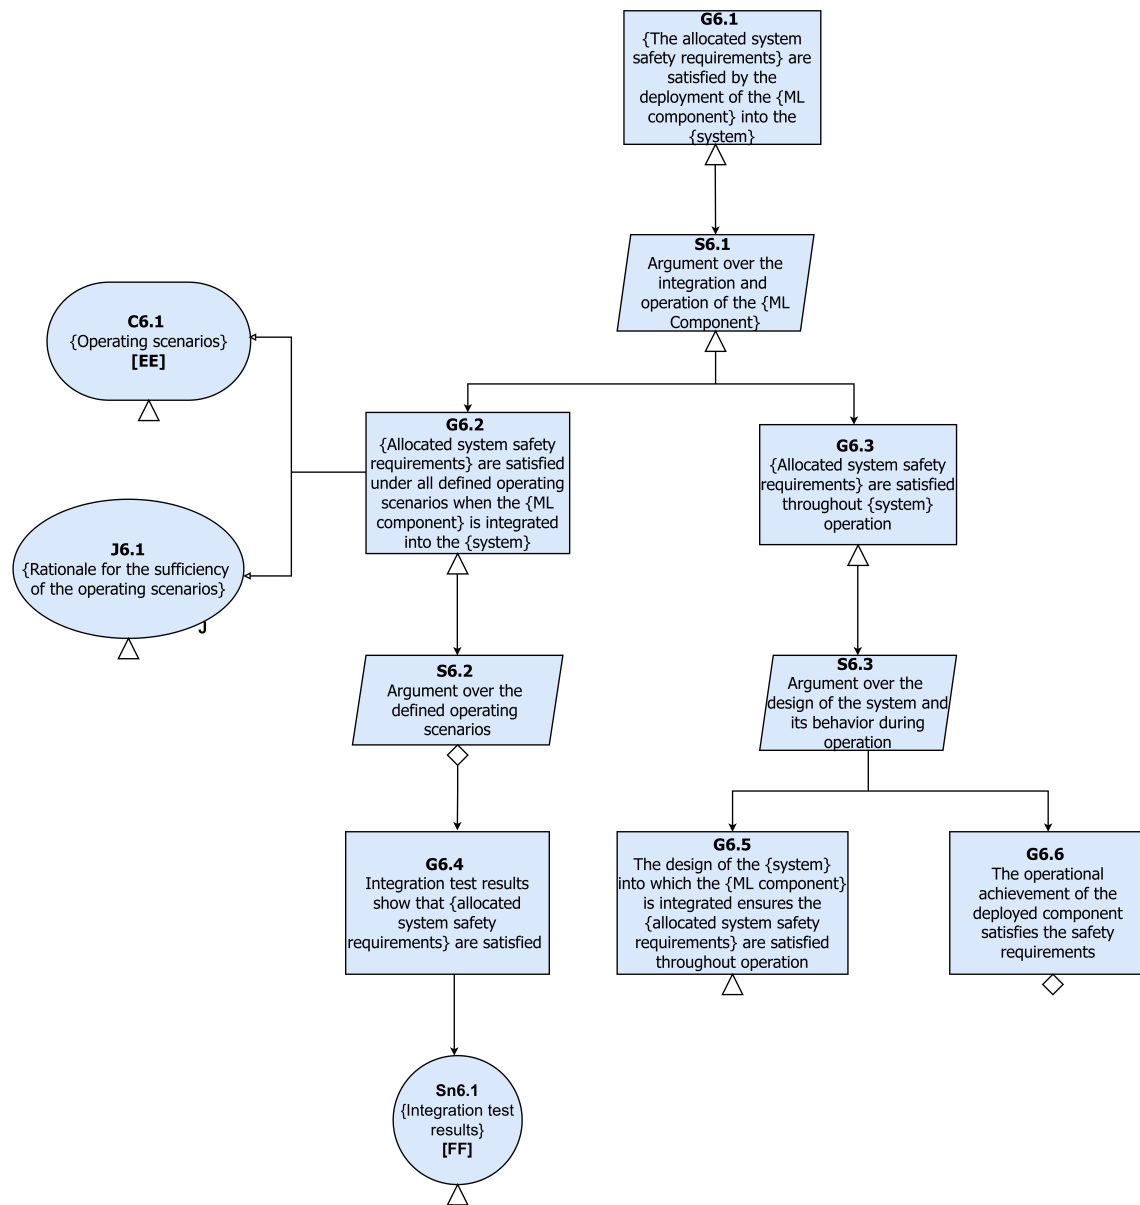 G6.1
{The allocated system
safety requirements} are
satisfied by the
deployment of the {ML
component} into the
{system}
S6.1
Argument over the
integration and
operation of the {ML
Component}
C6.1
{Operating scenarios}
[EE]
J6.1
{Rationale for the sufficiency
of the operating scenarios}
J
G6.2
{Allocated system safety
requirements} are satisfied
under all defined operating
scenarios when the {ML
component} is integrated
into the {system}
G6.3
{Allocated system safety
requirements} are satisfied
throughout {system}
operation
S6.2
Argument over the
defined operating
scenarios
S6.3
Argument over the
design of the system and
its behavior during
operation
G6.4
Integration test results
show that {allocated
system safety
requirements} are satisfied
G6.5
The design of the {system}
into which the {ML component}
is integrated ensures the
{allocated system safety
requirements} are satisfied
throughout operation
G6.6
The operational
achievement of the
deployed component
satisfies the safety
requirements
Sn6.1
{Integration test
results}
[FF]